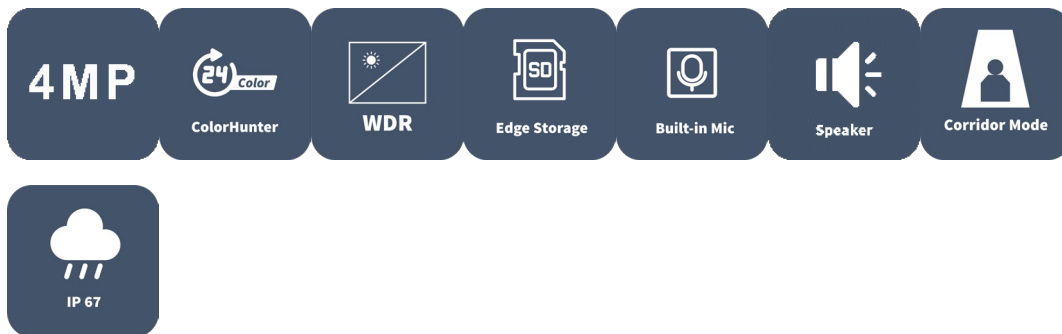 4MP
24 Color
ColorHunter
WDR
SD
Edge Storage
Built-in Mic
Speaker
Corridor Mode
IP 67